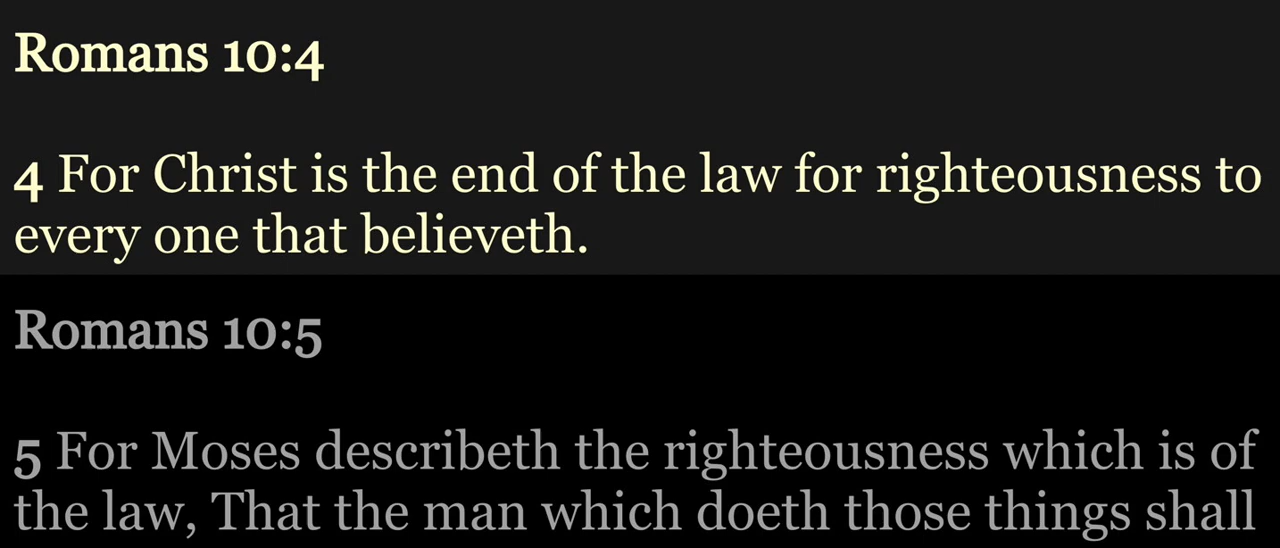 Romans 10:4
4 For Christ is the end of the law for righteousness to
every one that believeth.
Romans 10:5
5 For Moses describeth the righteousness which is of
the law, That the man which doeth those things shall